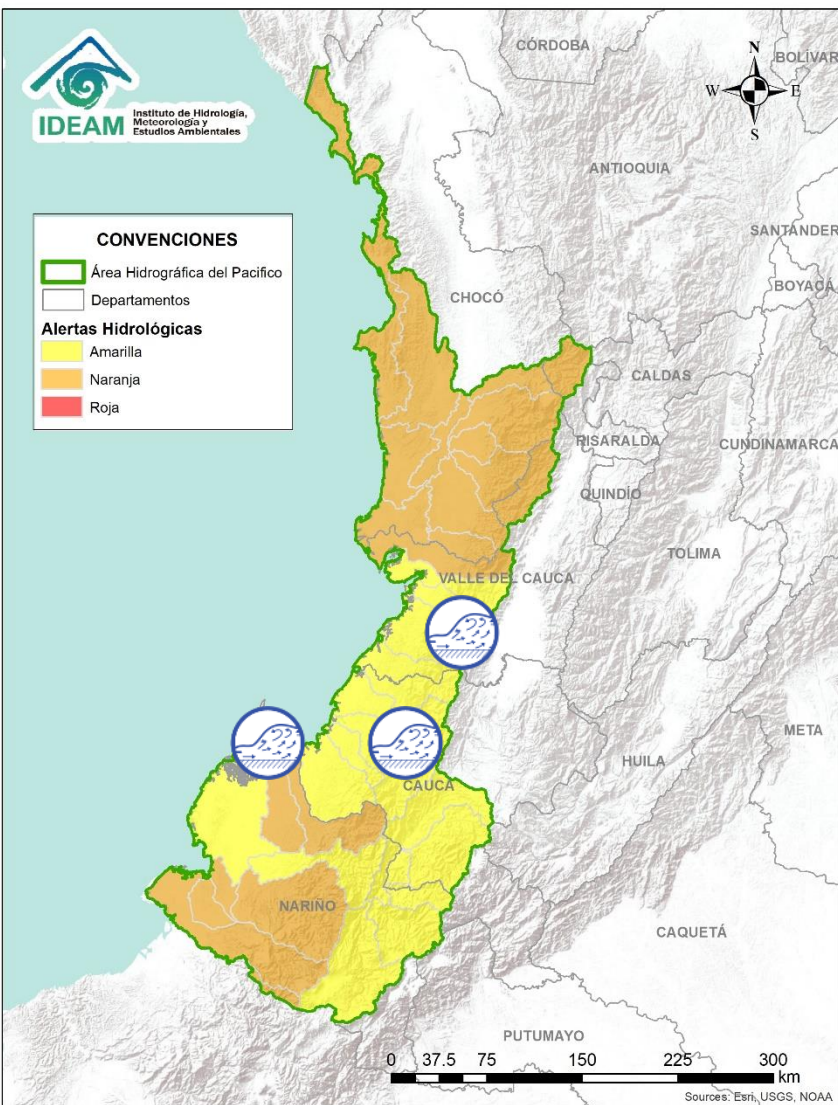 IDEAM
Instituto de Hidrología,
Meteorología y
Estudios Ambientales
N
W
E
S
CONVENCIONES
Área Hidrográfica del Pacifico
Departamentos
Alertas Hidrológicas
Amarilla
Naranja
Roja
CÓRDOBA
BOLÍVAR
ANTIOQUIA
SANTANDER
BOYACÁ
CHOCÓ
CALDAS
RISARALDA
CUNDINAMARCA
QUINDÍO
TOLIMA
VALLE DEL CAUCA
META
HUILA
CAUCA
NARIÑO
CAQUETÁ
PUTUMAYO
0 37.5 75 150 225 300
km
Sources: Esri, USGS, NOAA